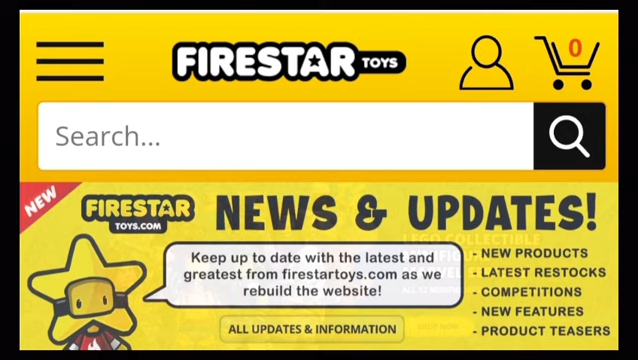 FIRESTAR TOYS
0
Search...
NEW
FIRESTAR
TOYS.COM
NEWS & UPDATES!
Keep up to date with the latest and
greatest from firestartoys.com as we
rebuild the website!
ALL UPDATES & INFORMATION
- NEW PRODUCTS
- LATEST RESTOCKS
- COMPETITIONS
- NEW FEATURES
- PRODUCT TEASERS
LEGO COLLECTIBLE